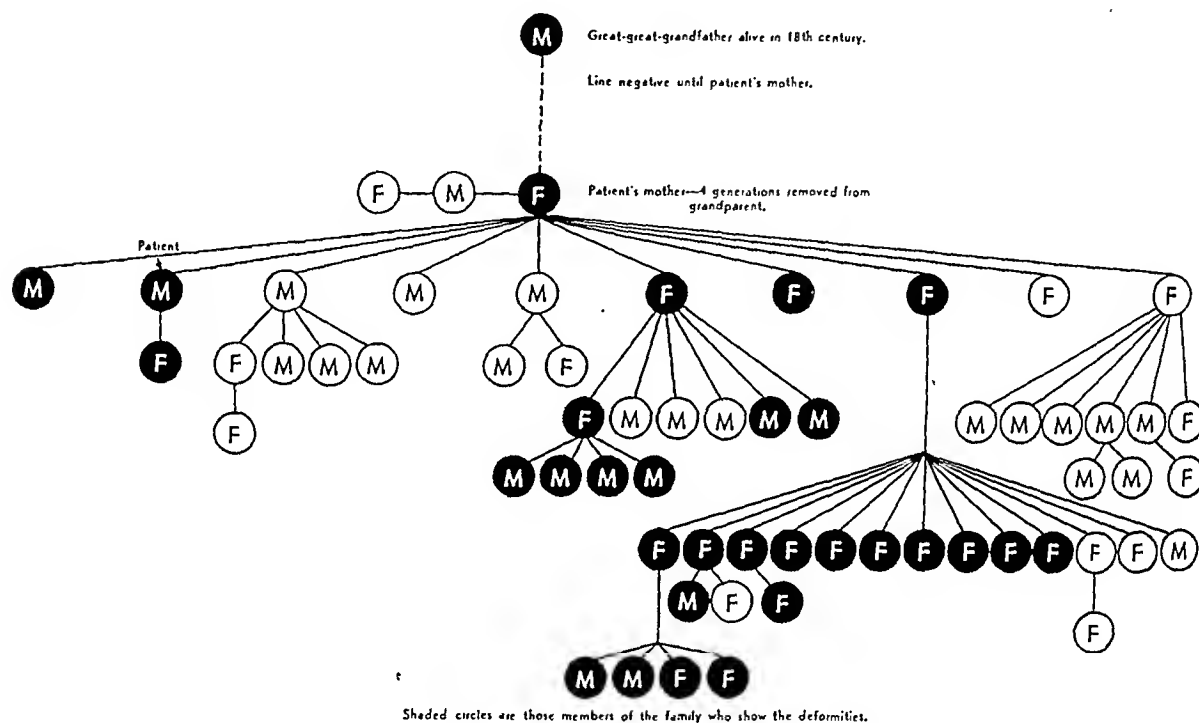 M Great-great-grandfather alive in 18th century.
Line negative until patient's mother.
F M F Patient's mother—4 generations removed from
grandparent.
Patient
M M M M M F F F F F
F F M M M M F
F M M M M M M M M M M F
F
M M M M M M F
F F F F F F F F F F F F M
M F F
F
M M F F
Shaded circles are those members of the family who show the deformities.